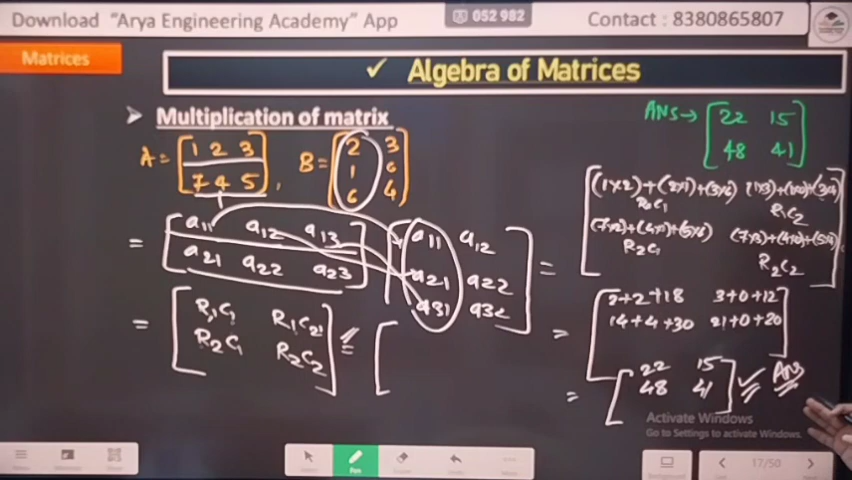 Download "Arya Engineering Academy" App
052 982
Contact : 8380865807
Matrices
✓ Algebra of Matrices
➤ Multiplication of matrix
ANS→ [22 15
48 41]
A = [1 2 3
7 4 5] , B = [2 3
1 0
6 4]
= [a11 a12 a13
a21 a22 a23] [a11 a12
a21 a22
a31 a32] = [(1×2)+(2×1)+(3×6) (1×3)+(2×0)+(3×4)
R1C1 R1C2
(7×2)+(4×1)+(5×6) (7×3)+(4×0)+(5×4)
R2C1 R2C2]
= [R1C1 R1C2
R2C1 R2C2] = [
= [2+2+18 3+0+12
14+4+30 21+0+20]
= [22 15
48 41] Ans
Activate Windows
Go to Settings to activate Windows.
Pen
17/50